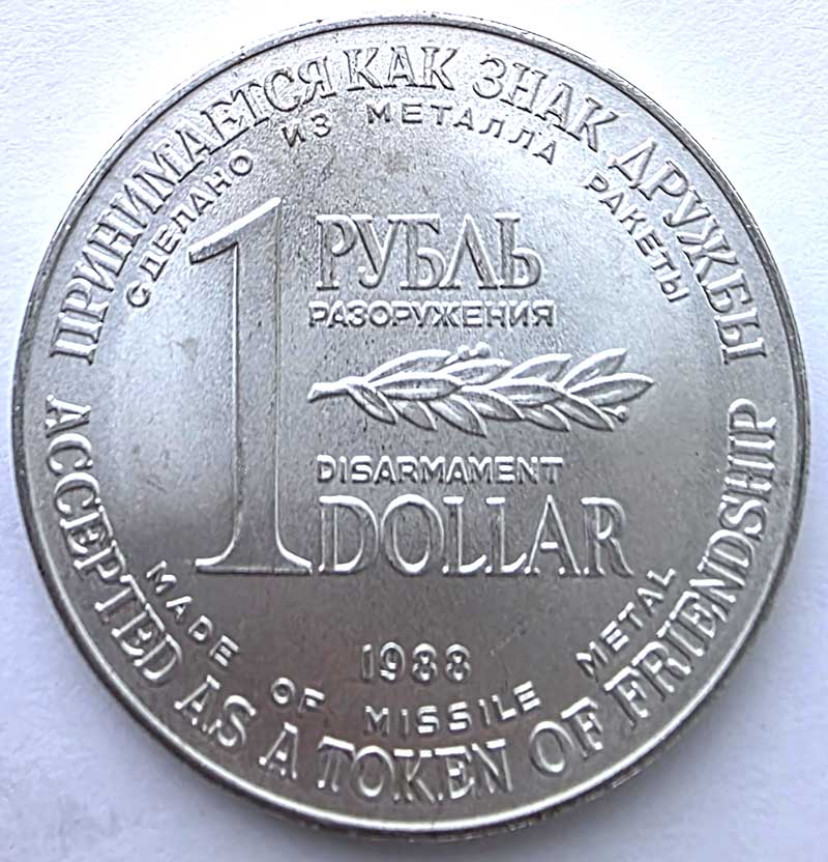 ПРИНИМАЕТСЯ КАК ЗНАК ДРУЖБЫ
СДЕЛАНО ИЗ МЕТАЛЛА РАКЕТЫ
1 РУБЛЬ
РАЗОРУЖЕНИЯ
DISARMAMENT
DOLLAR
1988
MADE OF MISSILE METAL
ACCEPTED AS A TOKEN OF FRIENDSHIP